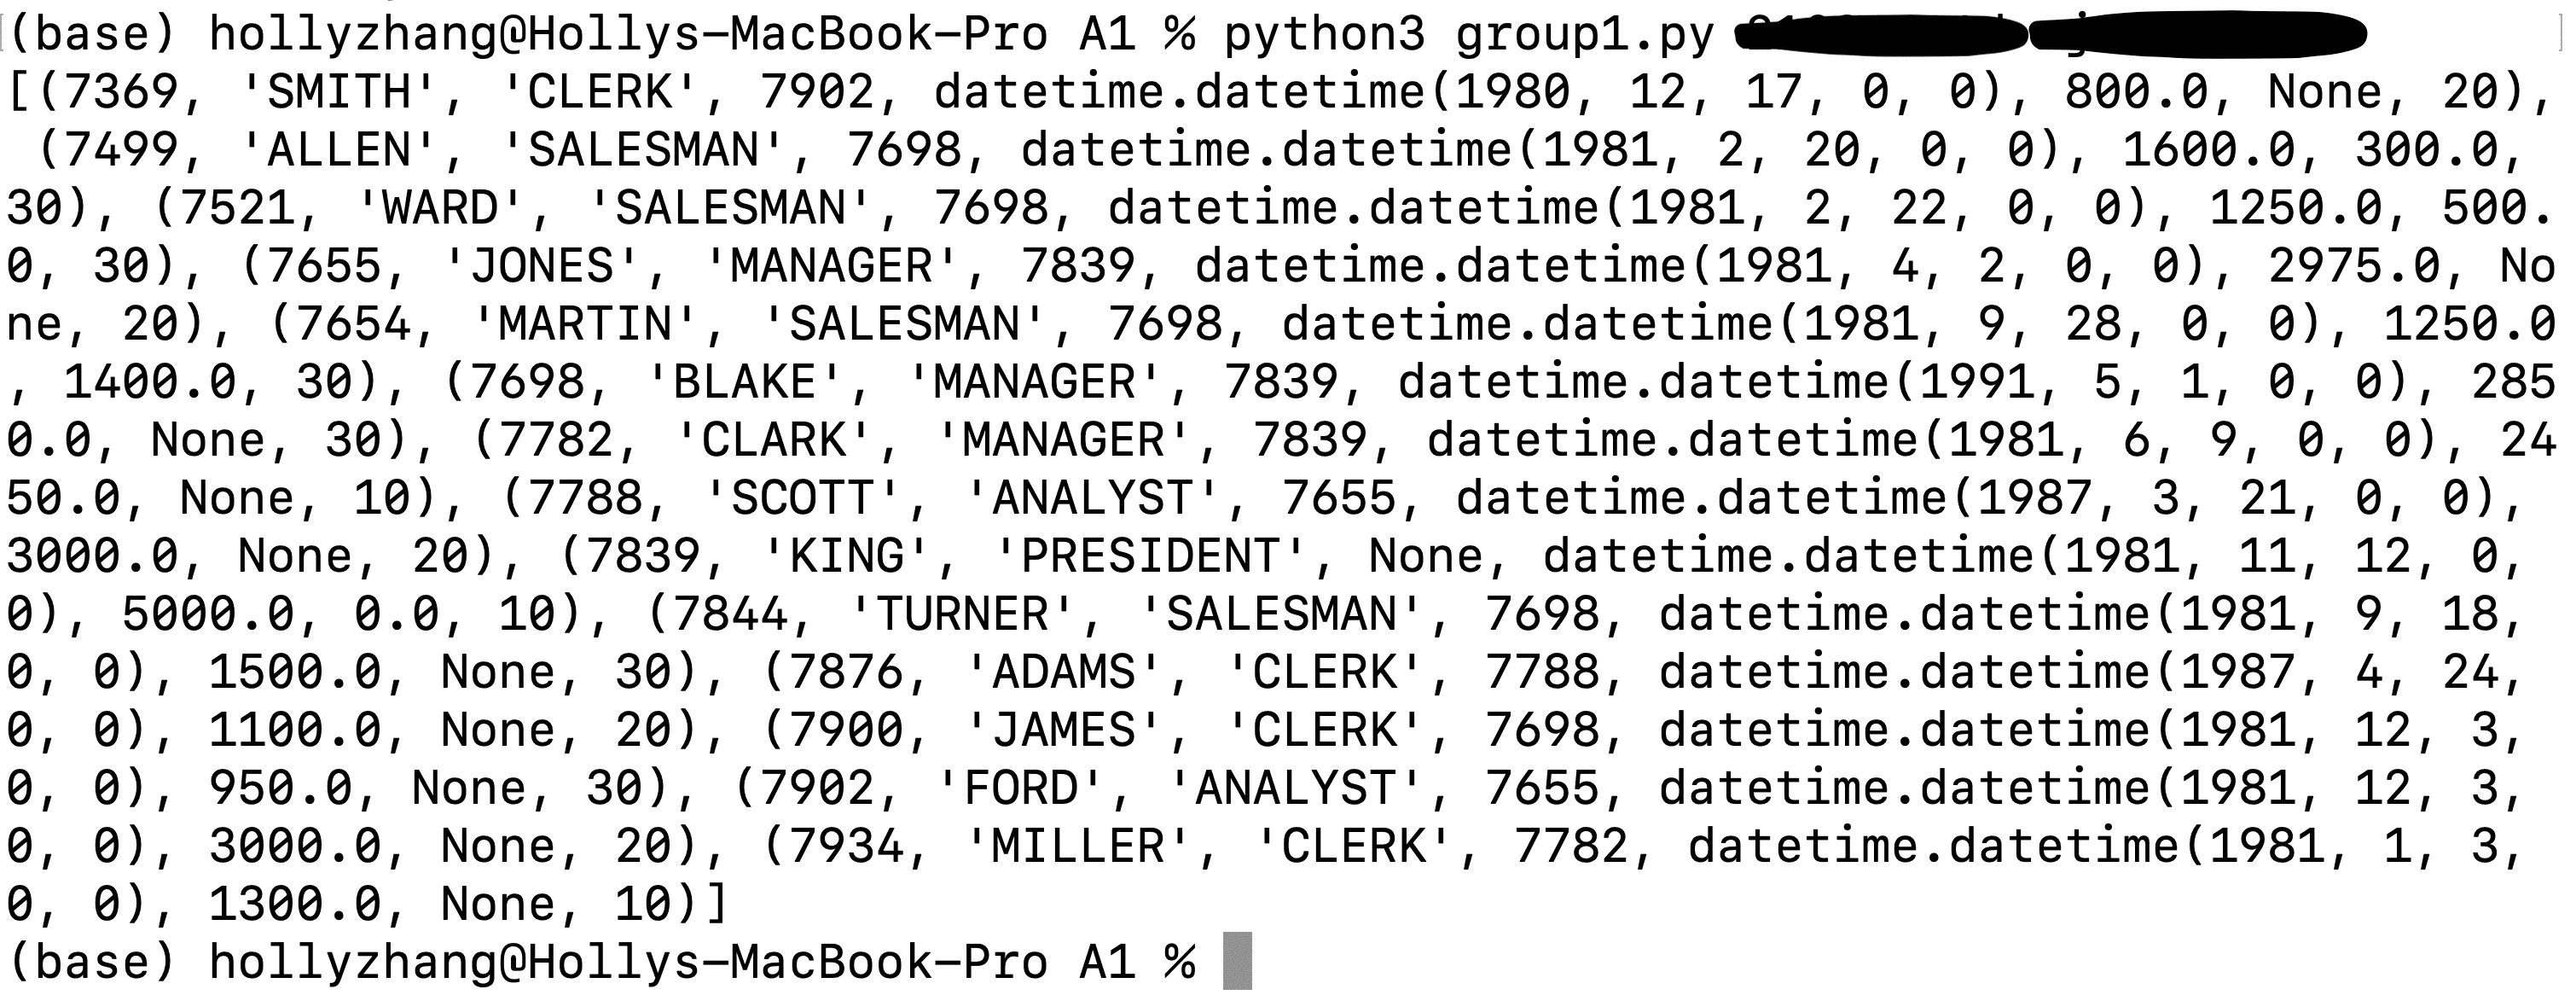 (base) hollyzhang@Hollys-MacBook-Pro A1 % python3 group1.py
[(7369, 'SMITH', 'CLERK', 7902, datetime.datetime(1980, 12, 17, 0, 0), 800.0, None, 20),
(7499, 'ALLEN', 'SALESMAN', 7698, datetime.datetime(1981, 2, 20, 0, 0), 1600.0, 300.0,
30), (7521, 'WARD', 'SALESMAN', 7698, datetime.datetime(1981, 2, 22, 0, 0), 1250.0, 500.
0, 30), (7655, 'JONES', 'MANAGER', 7839, datetime.datetime(1981, 4, 2, 0, 0), 2975.0, No
ne, 20), (7654, 'MARTIN', 'SALESMAN', 7698, datetime.datetime(1981, 9, 28, 0, 0), 1250.0
, 1400.0, 30), (7698, 'BLAKE', 'MANAGER', 7839, datetime.datetime(1991, 5, 1, 0, 0), 285
0.0, None, 30), (7782, 'CLARK', 'MANAGER', 7839, datetime.datetime(1981, 6, 9, 0, 0), 24
50.0, None, 10), (7788, 'SCOTT', 'ANALYST', 7655, datetime.datetime(1987, 3, 21, 0, 0),
3000.0, None, 20), (7839, 'KING', 'PRESIDENT', None, datetime.datetime(1981, 11, 12, 0,
0), 5000.0, 0.0, 10), (7844, 'TURNER', 'SALESMAN', 7698, datetime.datetime(1981, 9, 18,
0, 0), 1500.0, None, 30), (7876, 'ADAMS', 'CLERK', 7788, datetime.datetime(1987, 4, 24,
0, 0), 1100.0, None, 20), (7900, 'JAMES', 'CLERK', 7698, datetime.datetime(1981, 12, 3,
0, 0), 950.0, None, 30), (7902, 'FORD', 'ANALYST', 7655, datetime.datetime(1981, 12, 3,
0, 0), 3000.0, None, 20), (7934, 'MILLER', 'CLERK', 7782, datetime.datetime(1981, 1, 3,
0, 0), 1300.0, None, 10)]
(base) hollyzhang@Hollys-MacBook-Pro A1 %